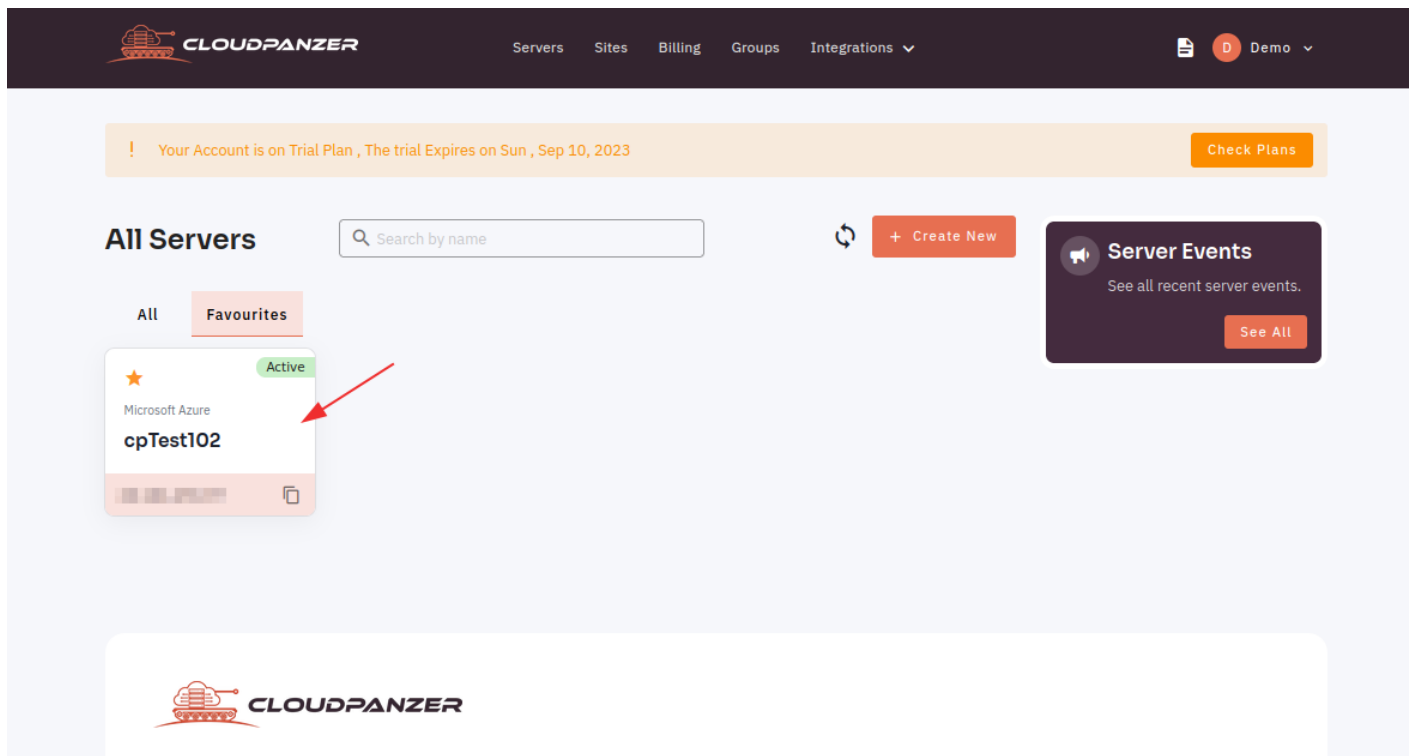 CLOUDPANZER
Servers Sites Billing Groups Integrations
D Demo
! Your Account is on Trial Plan , The trial Expires on Sun , Sep 10, 2023
Check Plans
All Servers
Search by name
+ Create New
Server Events
See all recent server events.
See All
All Favourites
Active
Microsoft Azure
cpTest102
CLOUDPANZER